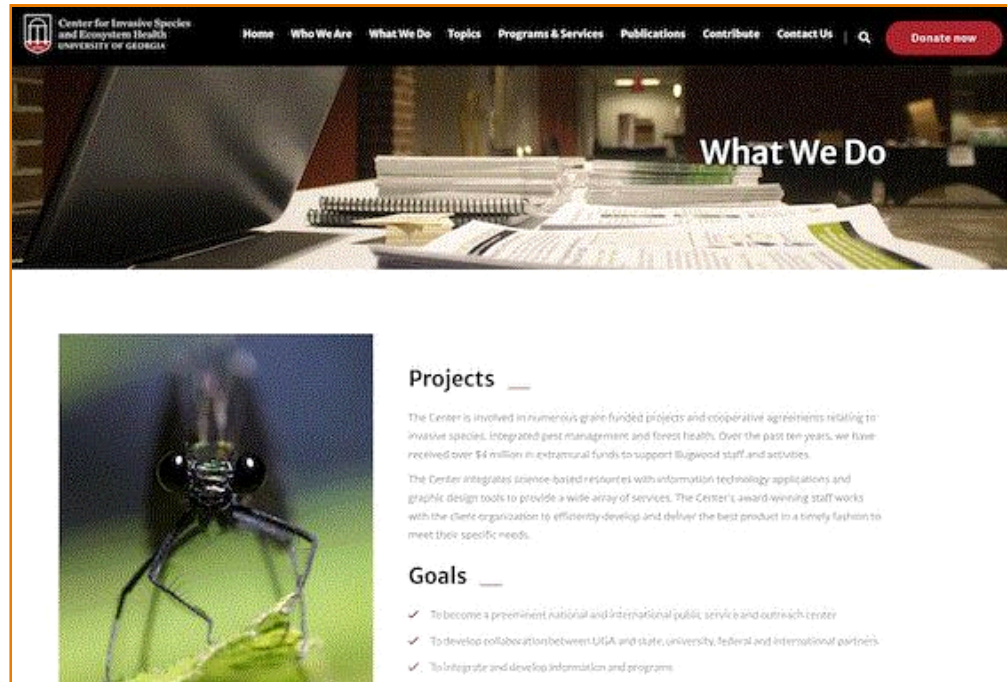 Center for Invasive Species
and Ecosystem Health
UNIVERSITY OF GEORGIA
Home Who We Are What We Do Topics Programs & Services Publications Contribute Contact Us
Donate now
What We Do
Projects
The Center is involved in numerous grant-funded projects and cooperative agreements relating to
invasive species, integrated pest management and forest health. Over the past ten years, we have
received over $4 million in extramural funds to support Bugwood staff and activities.
The Center integrates science-based resources with information technology applications and
graphic design tools to provide a wide array of services. The Center's award-winning staff works
with the client organization to efficiently develop and deliver the best product in a timely fashion to
meet their specific needs.
Goals
To become a preeminent national and international public service and outreach center
To develop collaboration between UGA and state, university, federal and international partners
To integrate and develop information and programs